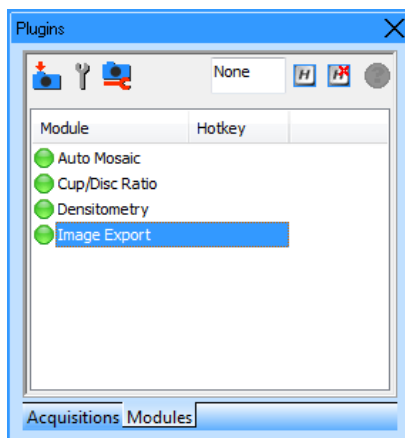 Plugins
None H H ?
Module Hotkey
Auto Mosaic
Cup/Disc Ratio
Densitometry
Image Export
Acquisitions Modules